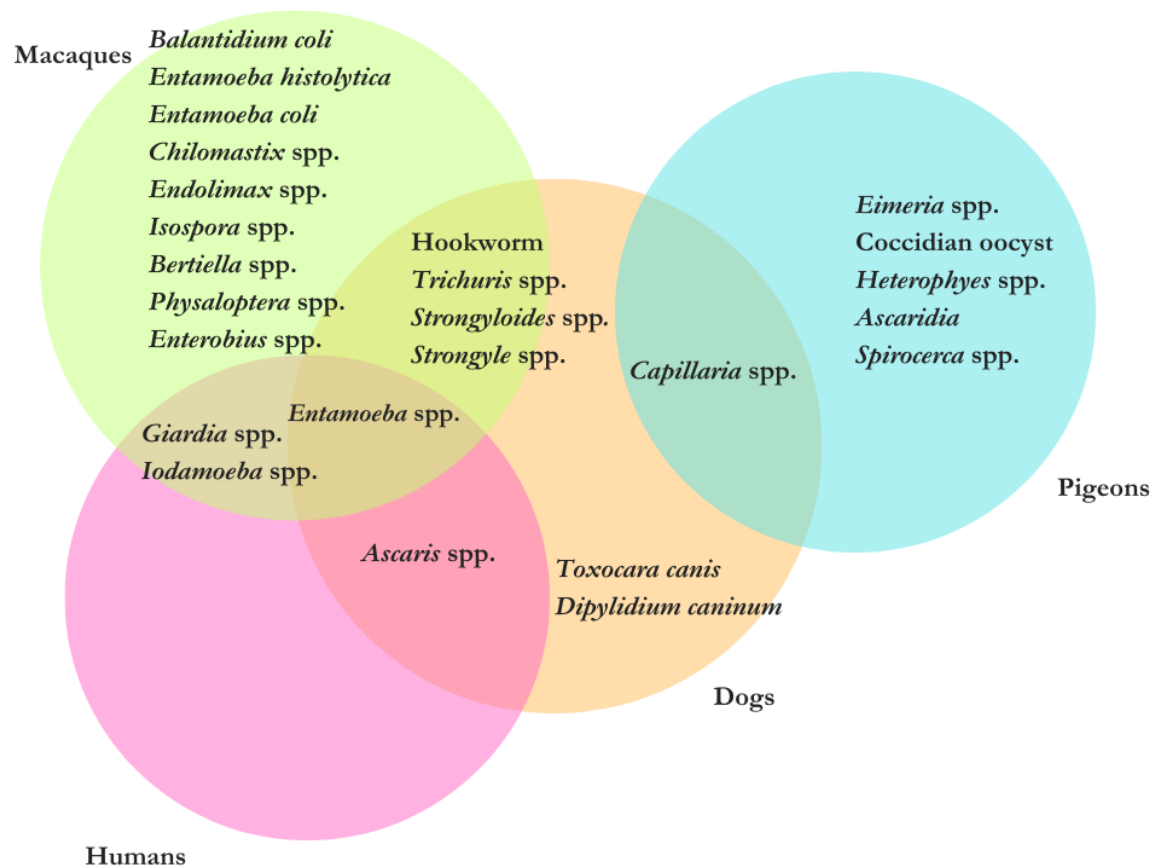 Macaques
Balantidium coli
Entamoeba histolytica
Entamoeba coli
Chilomastix spp.
Endolimax spp.
Isospora spp.
Bertiella spp.
Physaloptera spp.
Enterobius spp.
Hookworm
Trichuris spp.
Strongyloides spp.
Strongyle spp.
Eimeria spp.
Coccidian oocyst
Heterophyes spp.
Ascaridia
Spirocerca spp.
Capillaria spp.
Pigeons
Entamoeba spp.
Giardia spp.
Iodamoeba spp.
Ascaris spp.
Toxocara canis
Dipylidium caninum
Dogs
Humans